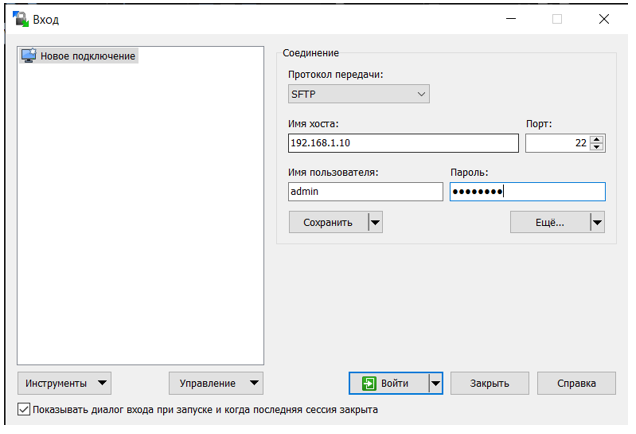 Вход
Новое подключение
Соединение
Протокол передачи:
SFTP
Имя хоста: Порт:
192.168.1.10 22
Имя пользователя: Пароль:
admin ●●●●●●●●
Сохранить Ещё...
Инструменты Управление Войти Закрыть Справка
Показывать диалог входа при запуске и когда последняя сессия закрыта